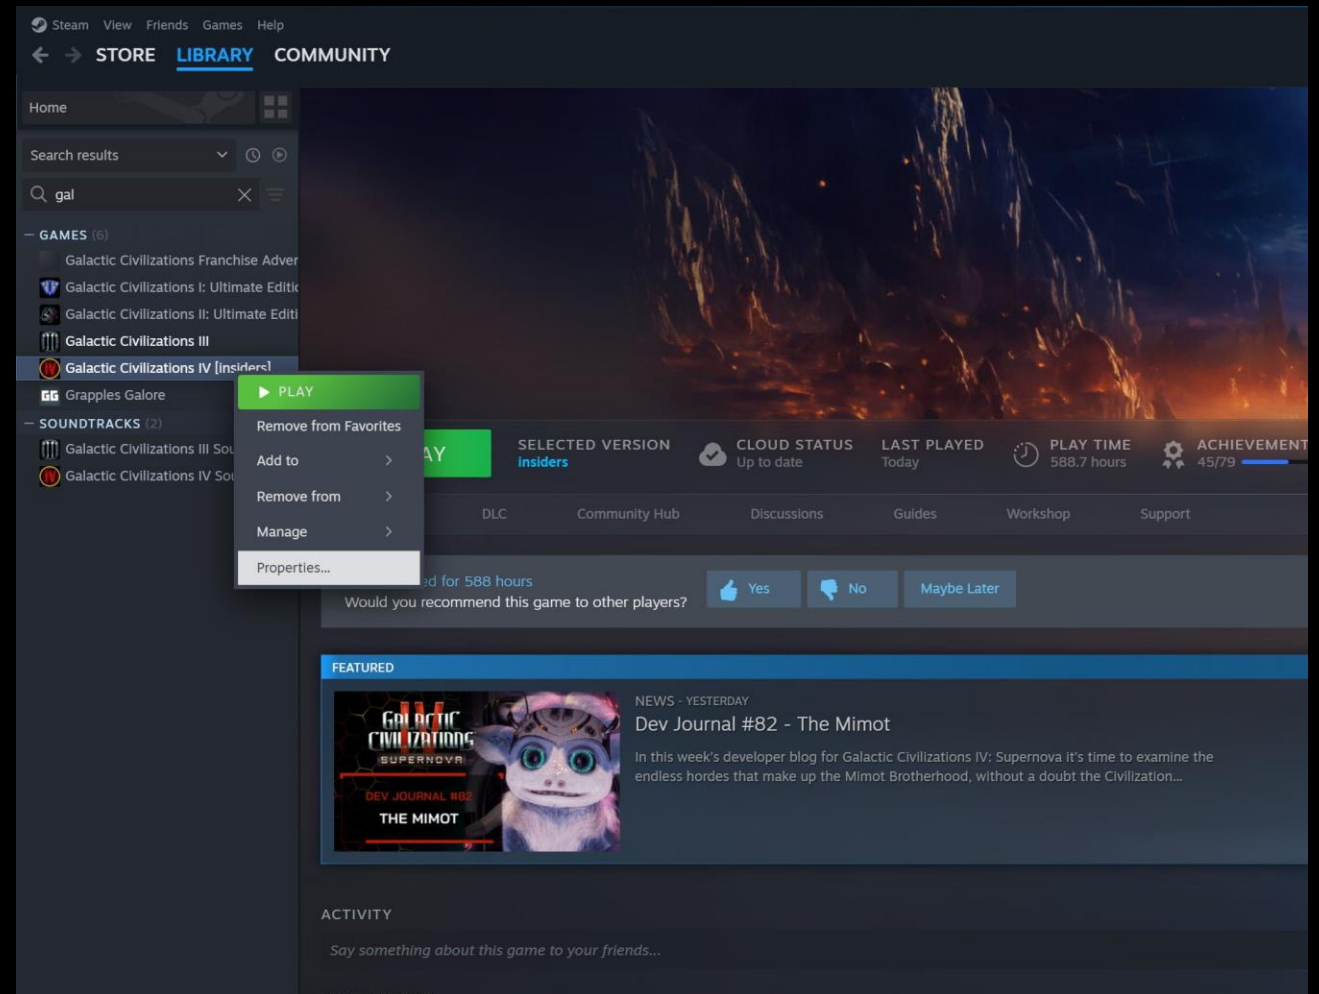 Steam View Friends Games Help
STORE LIBRARY COMMUNITY
Home
Search results
gal
GAMES (6)
Galactic Civilizations Franchise Adver
Galactic Civilizations I: Ultimate Editi
Galactic Civilizations II: Ultimate Editi
Galactic Civilizations III
IV Galactic Civilizations IV [insiders]
GG Grapples Galore
SOUNDTRACKS (2)
Galactic Civilizations III Sou
IV Galactic Civilizations IV Sou
PLAY
Remove from Favorites
Add to
Remove from
Manage
Properties...
AY
SELECTED VERSION
insiders
CLOUD STATUS
Up to date
LAST PLAYED
Today
PLAY TIME
588.7 hours
ACHIEVEMENT
45/79
DLC Community Hub Discussions Guides Workshop Support
ed for 588 hours
Would you recommend this game to other players?
Yes No Maybe Later
FEATURED
GALACTIC
CIVILIZATIONS
IV
SUPERNOVA
DEV JOURNAL #82
THE MIMOT
NEWS - YESTERDAY
Dev Journal #82 - The Mimot
In this week's developer blog for Galactic Civilizations IV: Supernova it's time to examine the
endless hordes that make up the Mimot Brotherhood, without a doubt the Civilization...
ACTIVITY
Say something about this game to your friends...